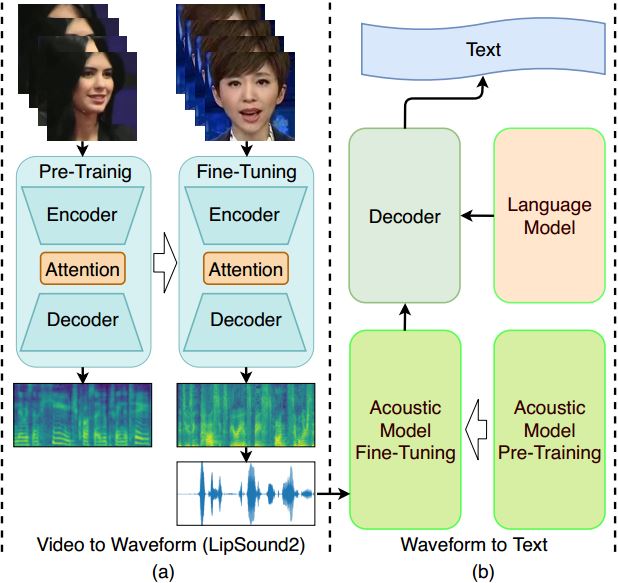 Pre-Trainig
Encoder
Attention
Decoder
Fine-Tuning
Encoder
Attention
Decoder
Video to Waveform (LipSound2)
(a)
Text
Decoder
Language
Model
Acoustic
Model
Fine-Tuning
Acoustic
Model
Pre-Training
Waveform to Text
(b)